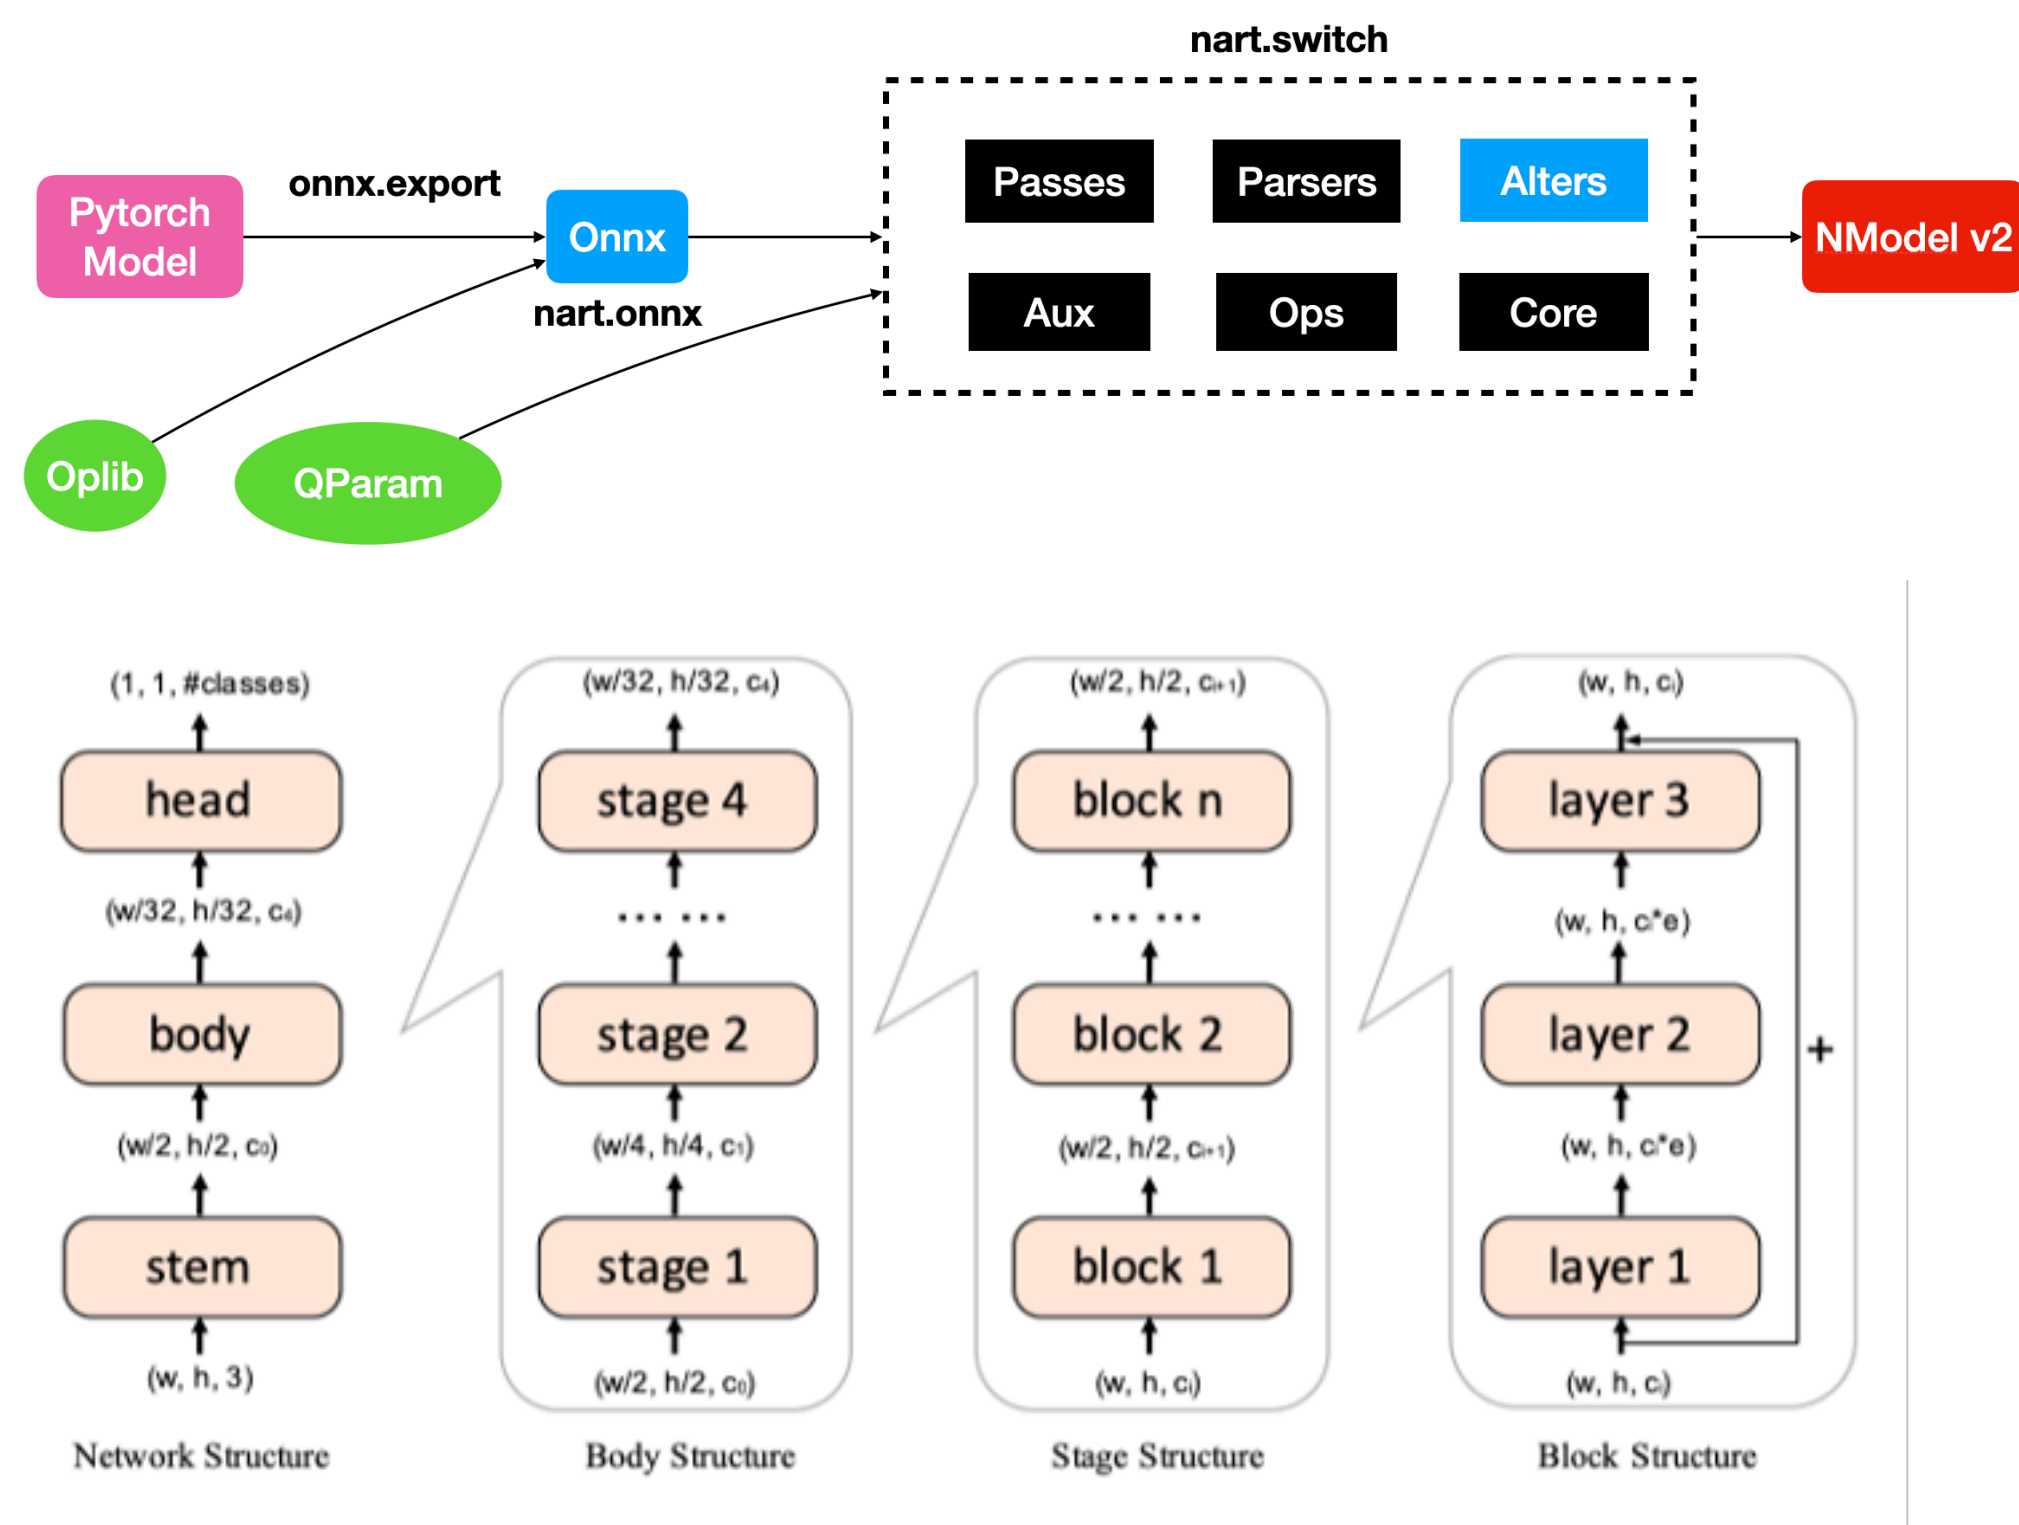 nart.switch
Pytorch
Model
onnx.export
Onnx
nart.onnx
Passes
Parsers
Alters
Aux
Ops
Core
NModel v2
Oplib
QParam
(1, 1, #classes)
head
(w/32, h/32, c₄)
body
(w/2, h/2, c₀)
stem
(w, h, 3)
Network Structure
(w/32, h/32, c₄)
stage 4
... ...
stage 2
(w/4, h/4, c₁)
stage 1
(w/2, h/2, c₀)
Body Structure
(w/2, h/2, cᵢ₊₁)
block n
... ...
block 2
(w/2, h/2, cᵢ₊₁)
block 1
(w, h, cᵢ)
Stage Structure
(w, h, cᵢ)
layer 3
(w, h, cᵢ*e)
layer 2
+
(w, h, cᵢ*e)
layer 1
(w, h, cᵢ)
Block Structure